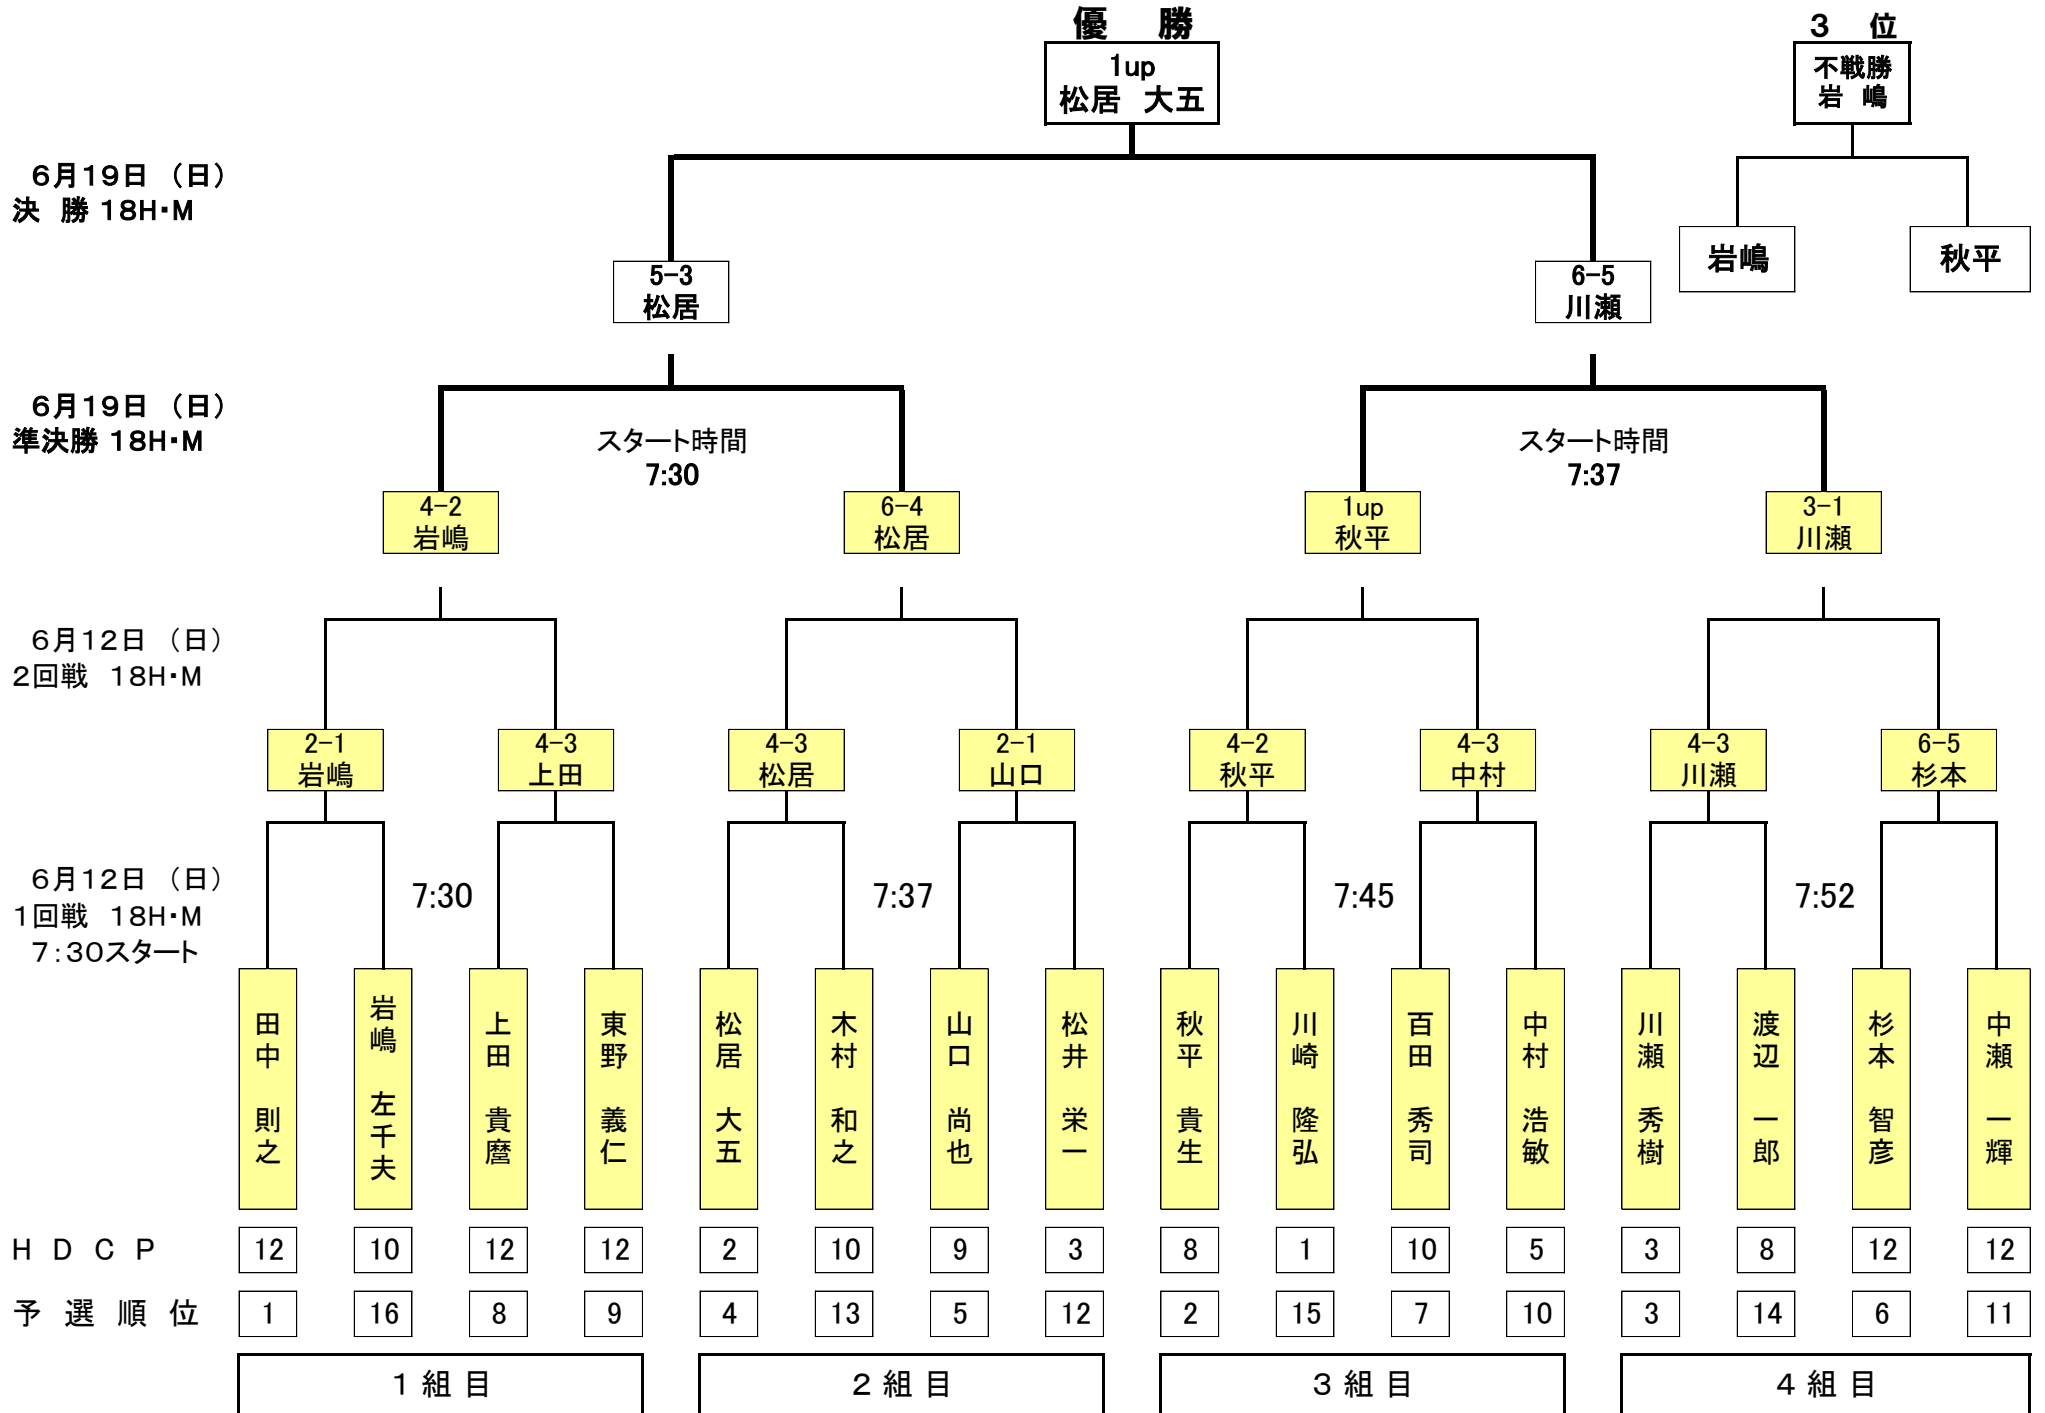 優　勝
1up
松居　大五
３　位
不戦勝
岩　嶋
6月19日 （日）
決　勝 18H・M
岩嶋
秋平
5-3
松居
6-5
川瀬
6月19日 （日）
準決勝 18H・M
スタート時間
7:30
スタート時間
7:37
4-2
岩嶋
6-4
松居
1up
秋平
3-1
川瀬
6月12日 （日）
2回戦　18H・M
2-1
岩嶋
4-3
上田
4-3
松居
2-1
山口
4-2
秋平
4-3
中村
4-3
川瀬
6-5
杉本
6月12日 （日）
1回戦　18H・M
7：30スタート
7:30
7:37
7:45
7:52
田中　則之
岩嶋　左千夫
上田　貴麿
東野　義仁
松居　大五
木村　和之
山口　尚也
松井　栄一
秋平　貴生
川崎　隆弘
百田　秀司
中村　浩敏
川瀬　秀樹
渡辺　一郎
杉本　智彦
中瀬　一輝
H D C P 12 10 12 12 2 10 9 3 8 1 10 5 3 8 12 12
予 選 順 位 1 16 8 9 4 13 5 12 2 15 7 10 3 14 6 11
1 組 目
2 組 目
3 組 目
4 組 目